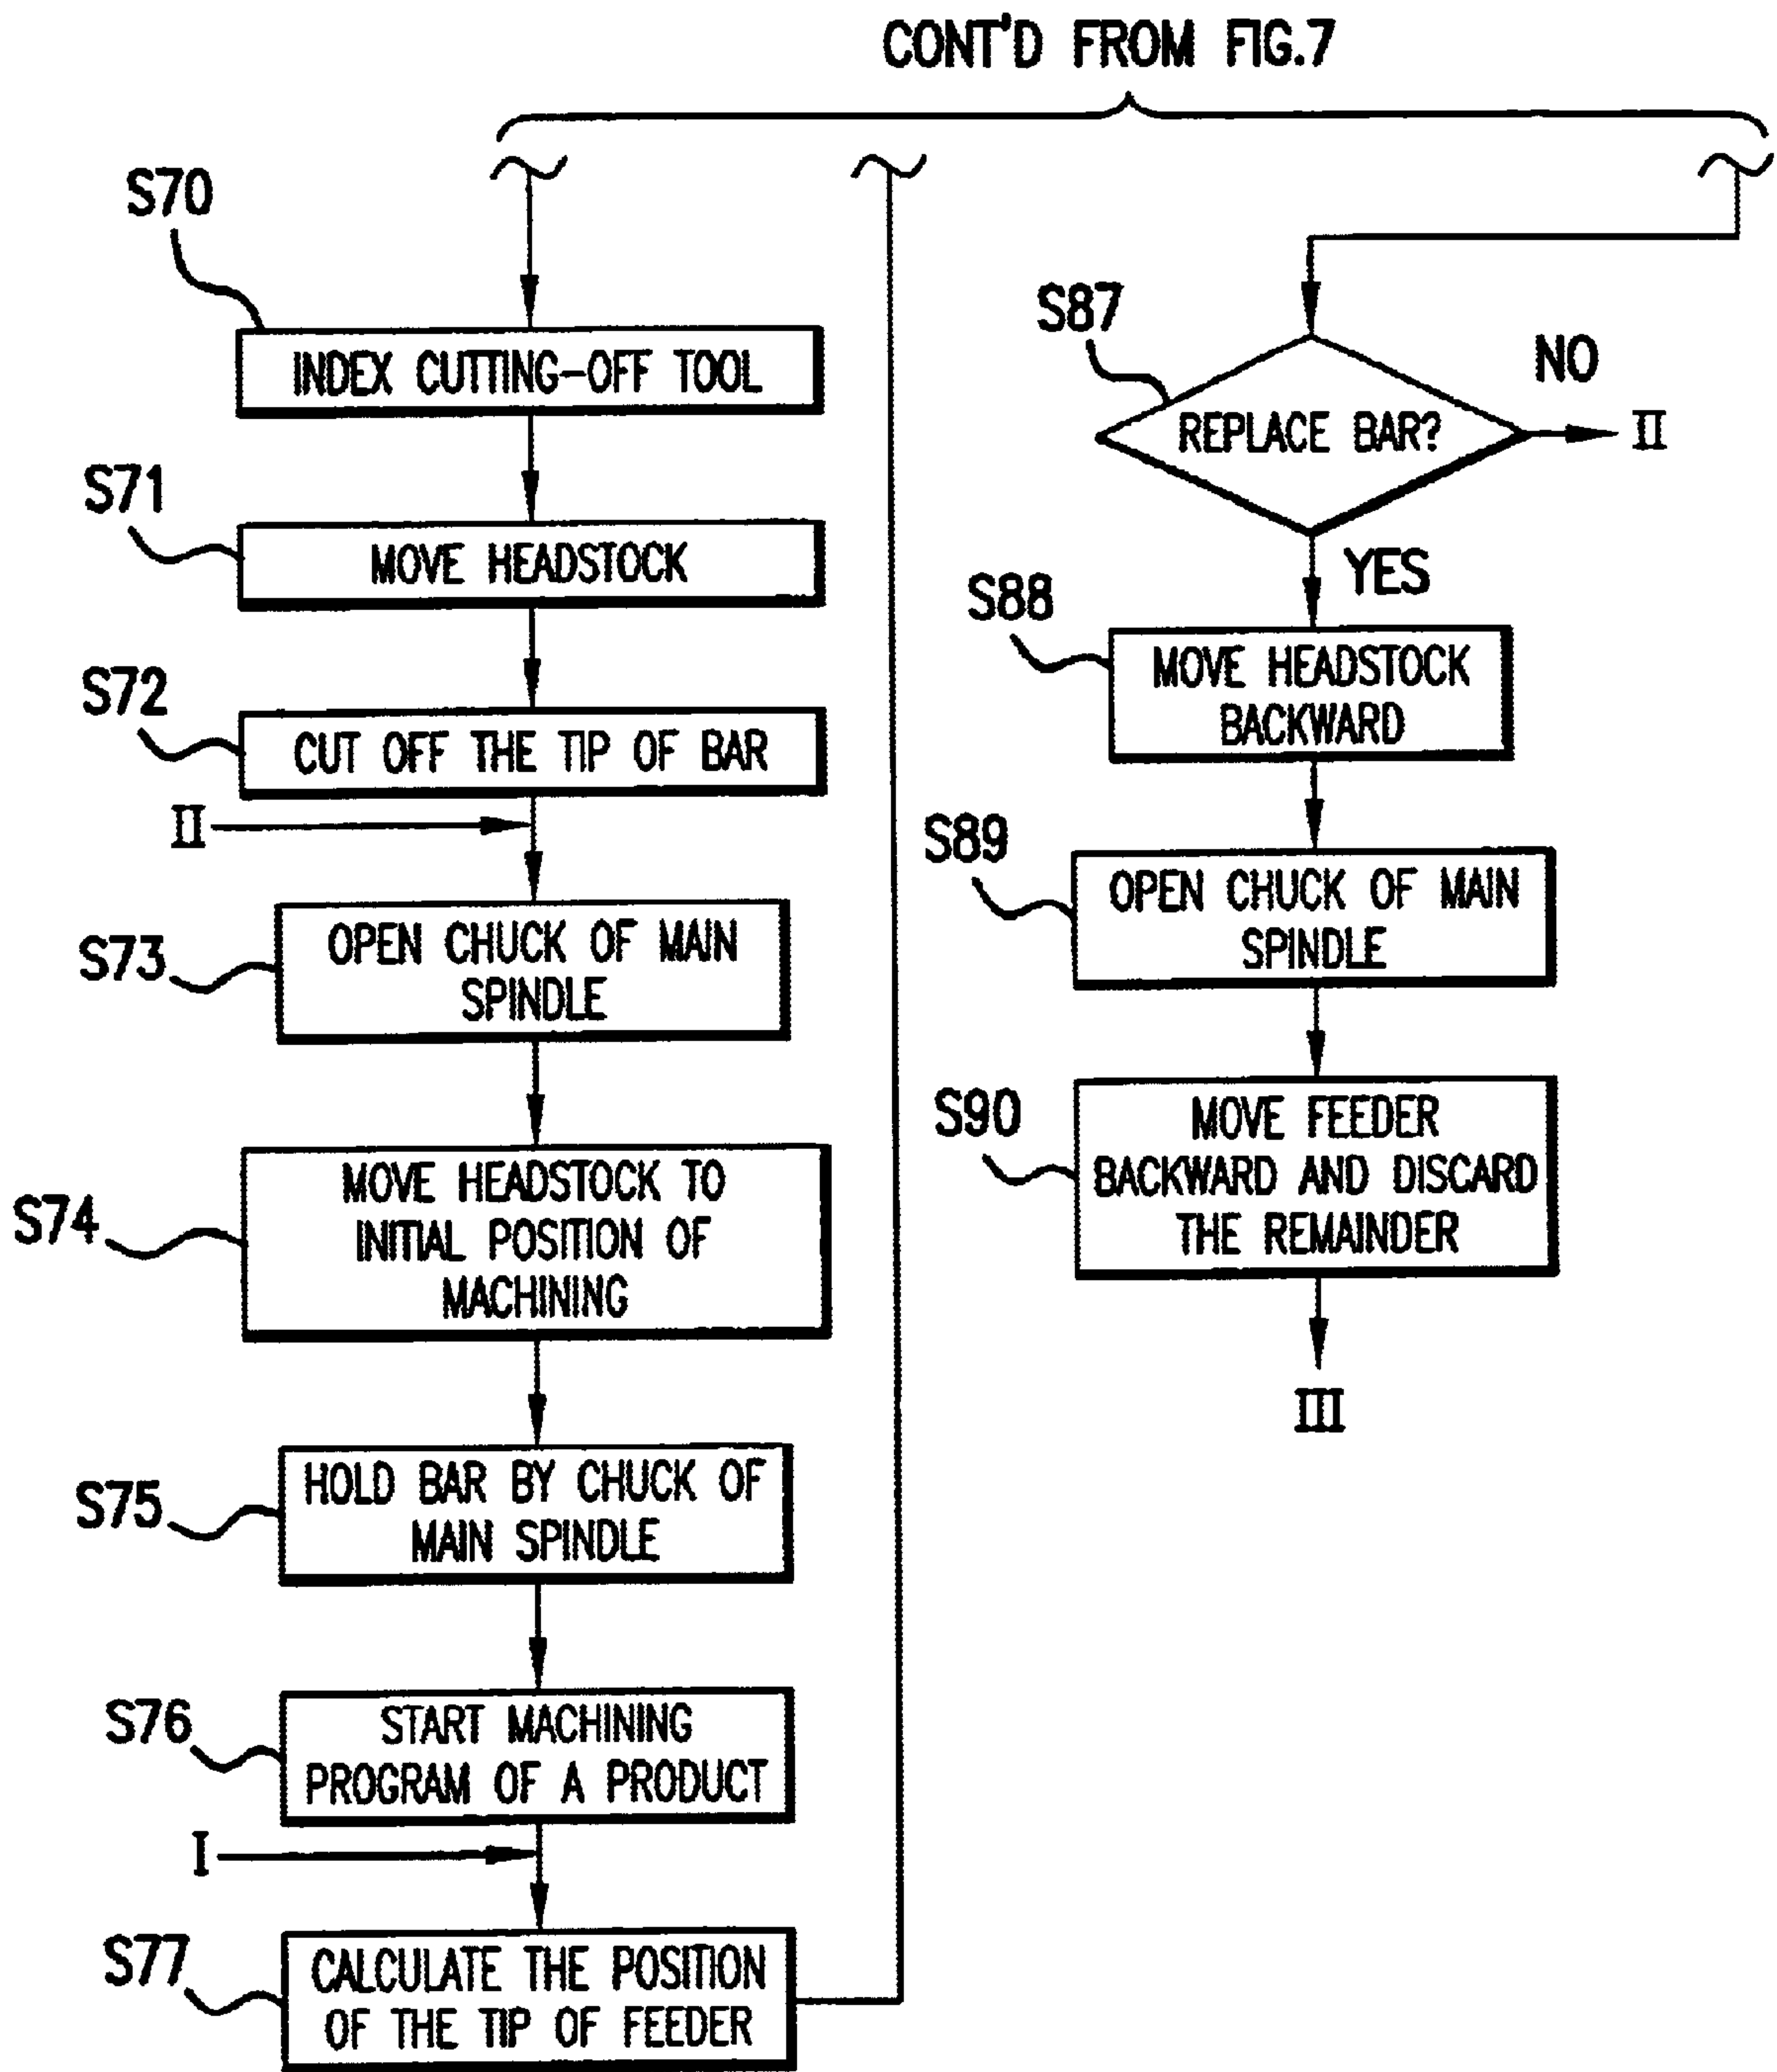 CONT'D FROM FIG.7
S70
INDEX CUTTING-OFF TOOL
S71
MOVE HEADSTOCK
S72
CUT OFF THE TIP OF BAR
II
S73
OPEN CHUCK OF MAIN
SPINDLE
S74
MOVE HEADSTOCK TO
INITIAL POSITION OF
MACHINING
S75
HOLD BAR BY CHUCK OF
MAIN SPINDLE
S76
START MACHINING
PROGRAM OF A PRODUCT
I
S77
CALCULATE THE POSITION
OF THE TIP OF FEEDER
S87
REPLACE BAR?
NO
II
YES
S88
MOVE HEADSTOCK
BACKWARD
S89
OPEN CHUCK OF MAIN
SPINDLE
S90
MOVE FEEDER
BACKWARD AND DISCARD
THE REMAINDER
III